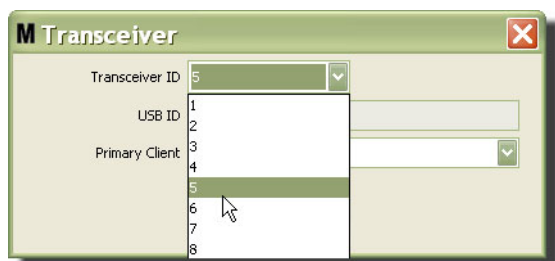 M Transceiver
Transceiver ID 5
1
USB ID
2
Primary Client 3
4
5
6
7
8